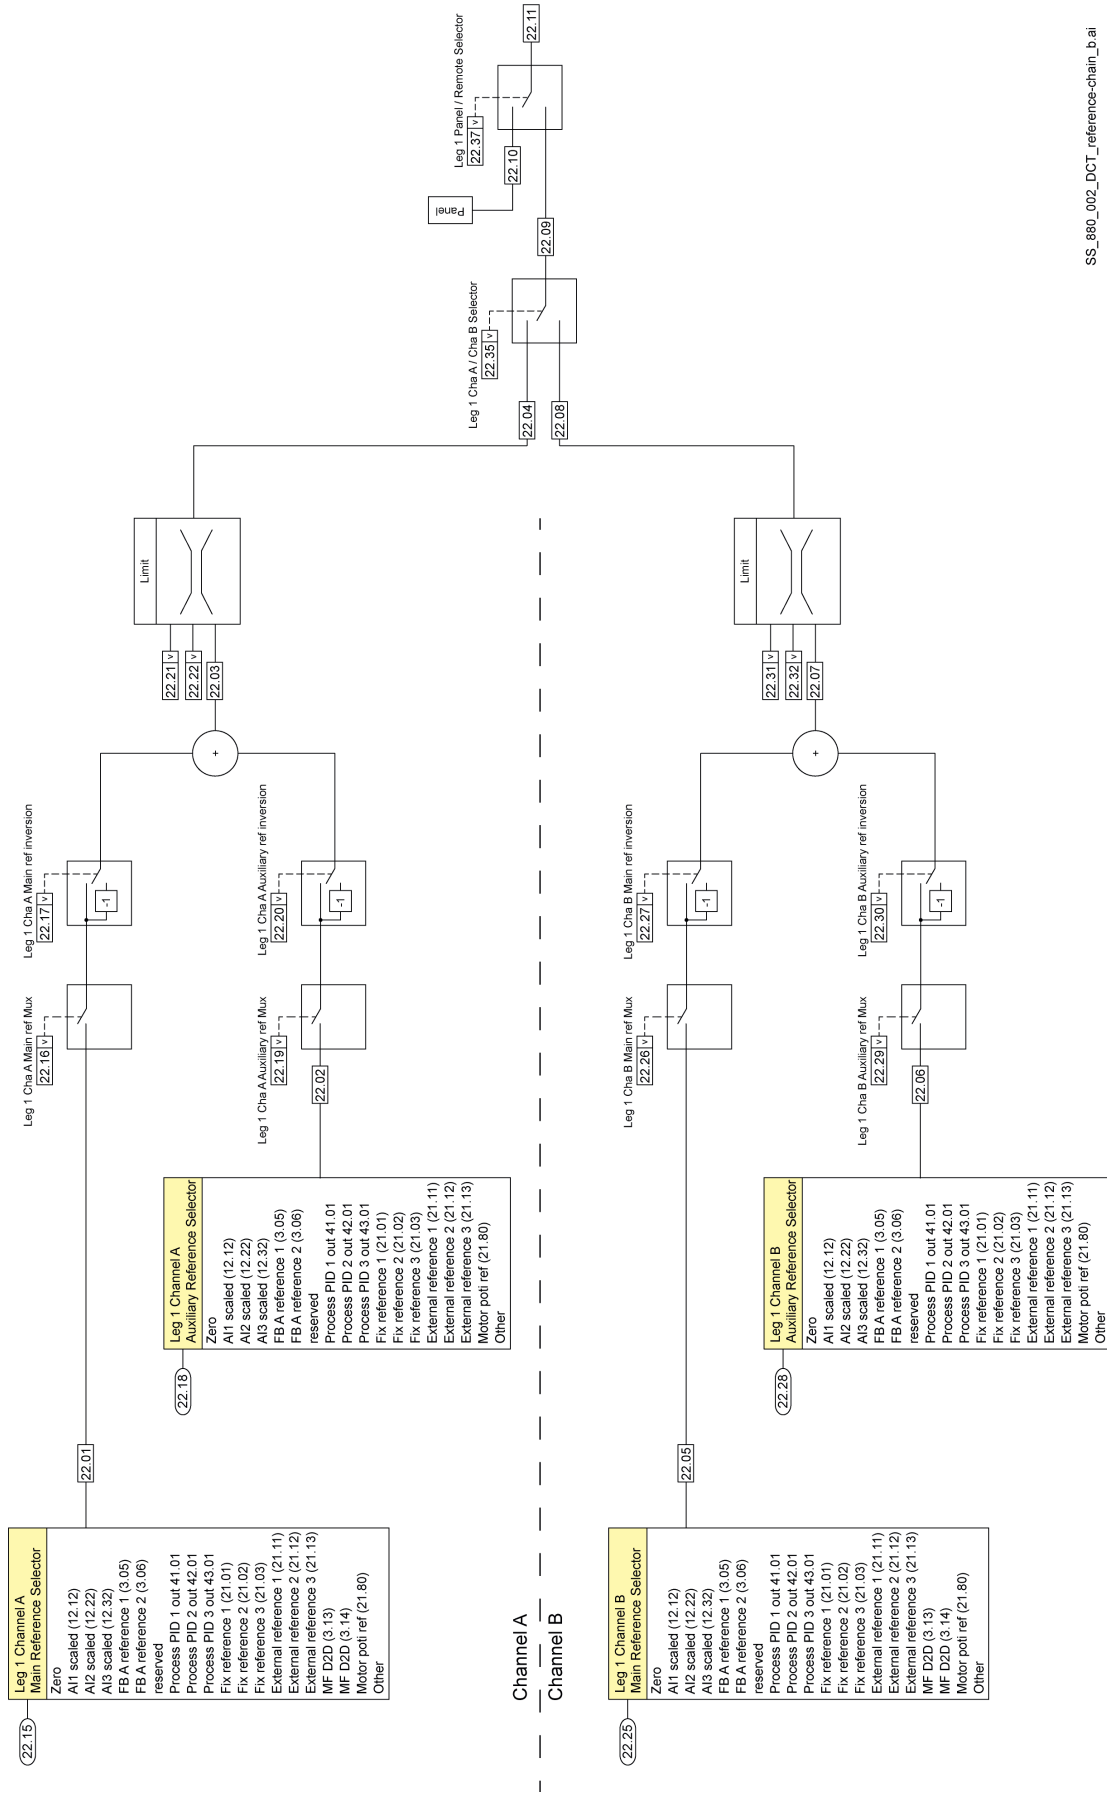 22.15
Leg 1 Channel A
Main Reference Selector
Zero
AI1 scaled (12.12)
AI2 scaled (12.22)
AI3 scaled (12.32)
FB A reference 1 (3.05)
FB A reference 2 (3.06)
reserved
Process PID 1 out 41.01
Process PID 2 out 42.01
Process PID 3 out 43.01
Fix reference 1 (21.01)
Fix reference 2 (21.02)
Fix reference 3 (21.03)
External reference 1 (21.11)
External reference 2 (21.12)
External reference 3 (21.13)
MF D2D (3.13)
MF D2D (3.14)
Motor poti ref (21.80)
Other
22.01
Leg 1 Cha A Main ref Mux
22.16 v
Leg 1 Cha A Main ref inversion
22.17 v
-1
22.18
Leg 1 Channel A
Auxiliary Reference Selector
Zero
AI1 scaled (12.12)
AI2 scaled (12.22)
AI3 scaled (12.32)
FB A reference 1 (3.05)
FB A reference 2 (3.06)
reserved
Process PID 1 out 41.01
Process PID 2 out 42.01
Process PID 3 out 43.01
Fix reference 1 (21.01)
Fix reference 2 (21.02)
Fix reference 3 (21.03)
External reference 1 (21.11)
External reference 2 (21.12)
External reference 3 (21.13)
Motor poti ref (21.80)
Other
22.02
Leg 1 Cha A Auxiliary ref Mux
22.19 v
Leg 1 Cha A Auxiliary ref inversion
22.20 v
-1
+
22.21 v
22.22 v
22.03
Limit
Channel A
Channel B
22.25
Leg 1 Channel B
Main Reference Selector
Zero
AI1 scaled (12.12)
AI2 scaled (12.22)
AI3 scaled (12.32)
FB A reference 1 (3.05)
FB A reference 2 (3.06)
reserved
Process PID 1 out 41.01
Process PID 2 out 42.01
Process PID 3 out 43.01
Fix reference 1 (21.01)
Fix reference 2 (21.02)
Fix reference 3 (21.03)
External reference 1 (21.11)
External reference 2 (21.12)
External reference 3 (21.13)
MF D2D (3.13)
MF D2D (3.14)
Motor poti ref (21.80)
Other
22.05
Leg 1 Cha B Main ref Mux
22.26 v
Leg 1 Cha B Main ref inversion
22.27 v
-1
22.28
Leg 1 Channel B
Auxiliary Reference Selector
Zero
AI1 scaled (12.12)
AI2 scaled (12.22)
AI3 scaled (12.32)
FB A reference 1 (3.05)
FB A reference 2 (3.06)
reserved
Process PID 1 out 41.01
Process PID 2 out 42.01
Process PID 3 out 43.01
Fix reference 1 (21.01)
Fix reference 2 (21.02)
Fix reference 3 (21.03)
External reference 1 (21.11)
External reference 2 (21.12)
External reference 3 (21.13)
Motor poti ref (21.80)
Other
22.06
Leg 1 Cha B Auxiliary ref Mux
22.29 v
Leg 1 Cha B Auxiliary ref inversion
22.30 v
-1
+
22.31 v
22.32 v
22.07
Limit
22.04
22.08
Leg 1 Cha A / Cha B Selector
22.35 v
22.09
Panel
22.10
Leg 1 Panel / Remote Selector
22.37 v
22.11
SS_880_002_DCT_reference-chain_b.ai